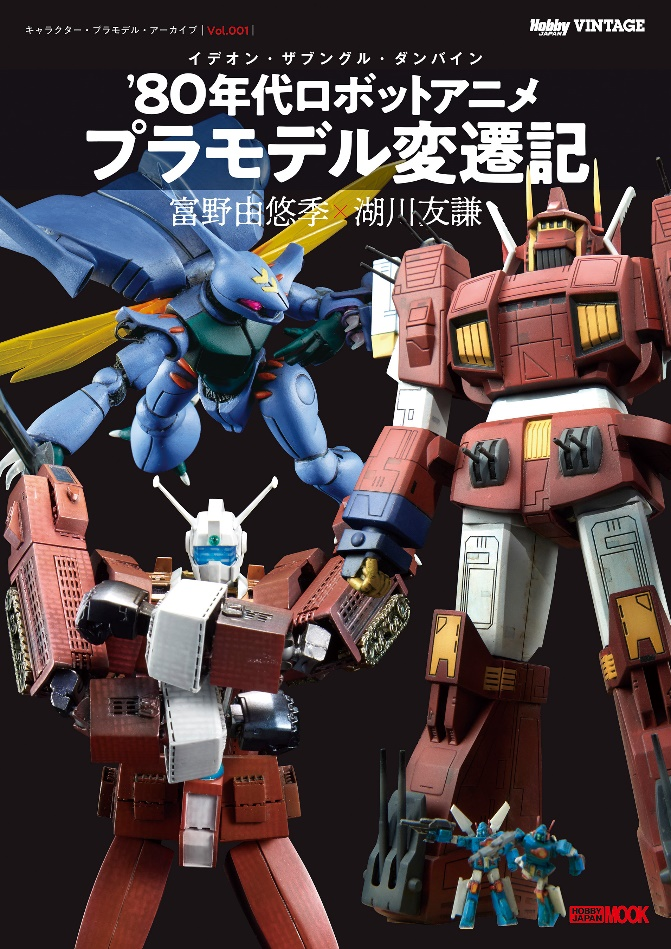 キャラクター・プラモデル・アーカイブ｜Vol.001｜
Hobby JAPAN VINTAGE
イデオン・ザブングル・ダンバイン
'80年代ロボットアニメ
プラモデル変遷記
富野由悠季×湖川友謙
HOBBY JAPAN MOOK